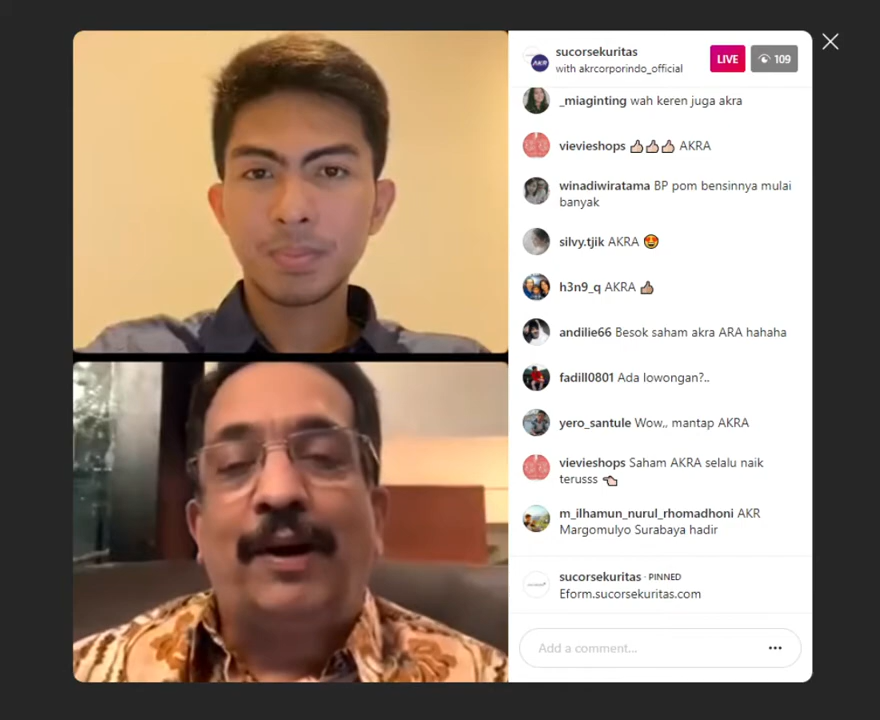 sucorsekuritas
with akrcorporindo_official
LIVE
109
AKR
_miaginting wah keren juga akra
vievieshops 👍🏻👍🏻👍🏻 AKRA
winadiwiratama BP pom bensinnya mulai
banyak
silvy.tjik AKRA 🤩
h3n9_q AKRA 👍🏽
andilie66 Besok saham akra ARA hahaha
fadill0801 Ada lowongan?..
yero_santule Wow,, mantap AKRA
vievieshops Saham AKRA selalu naik
terusss 👈🏻
m_ilhamun_nurul_rhomadhoni AKR
Margomulyo Surabaya hadir
sucorsekuritas · PINNED
Eform.sucorsekuritas.com
Add a comment...